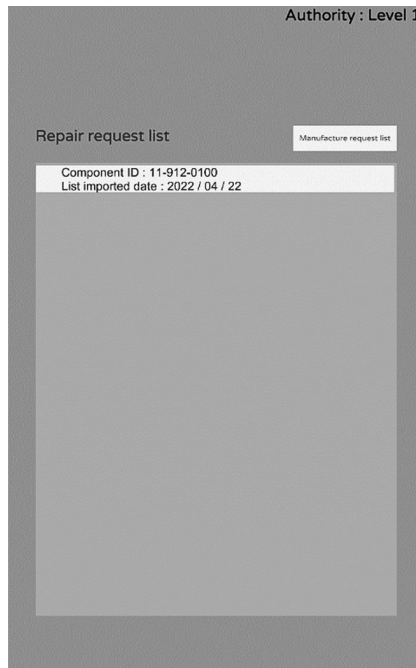 Authority : Level 1
Repair request list
Manufacture request list
Component ID : 11-912-0100
List imported date : 2022 / 04 / 22